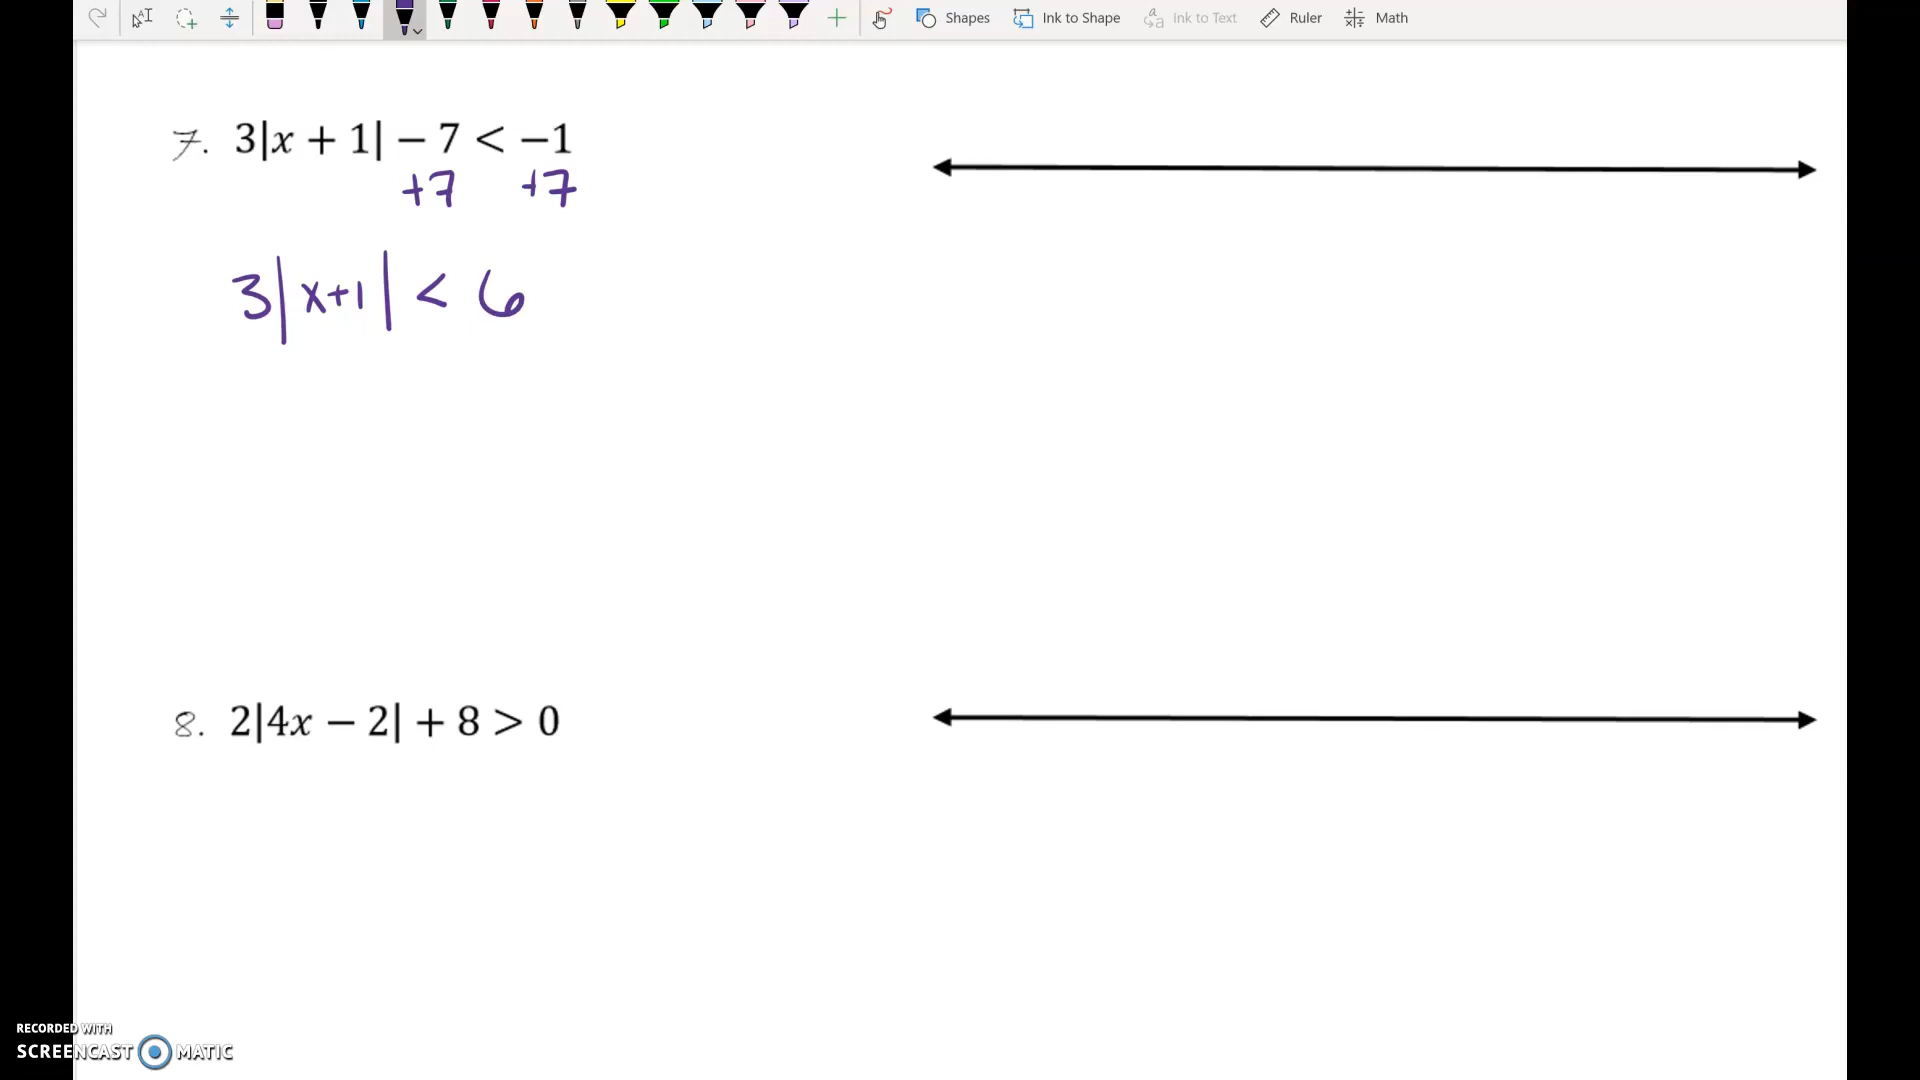 Shapes Ink to Shape Ink to Text Ruler Math
7. 3|x + 1| − 7 < −1
+7 +7
3|x+1| < 6
8. 2|4x − 2| + 8 > 0
RECORDED WITH
SCREENCAST MATIC